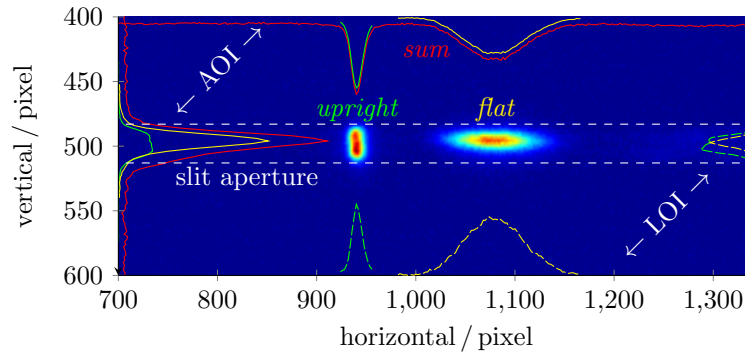 400
450
500
550
600
vertical / pixel
← AOI →
sum
upright
flat
slit aperture
← LOI →
700
800
900
1,000
1,100
1,200
1,300
horizontal / pixel